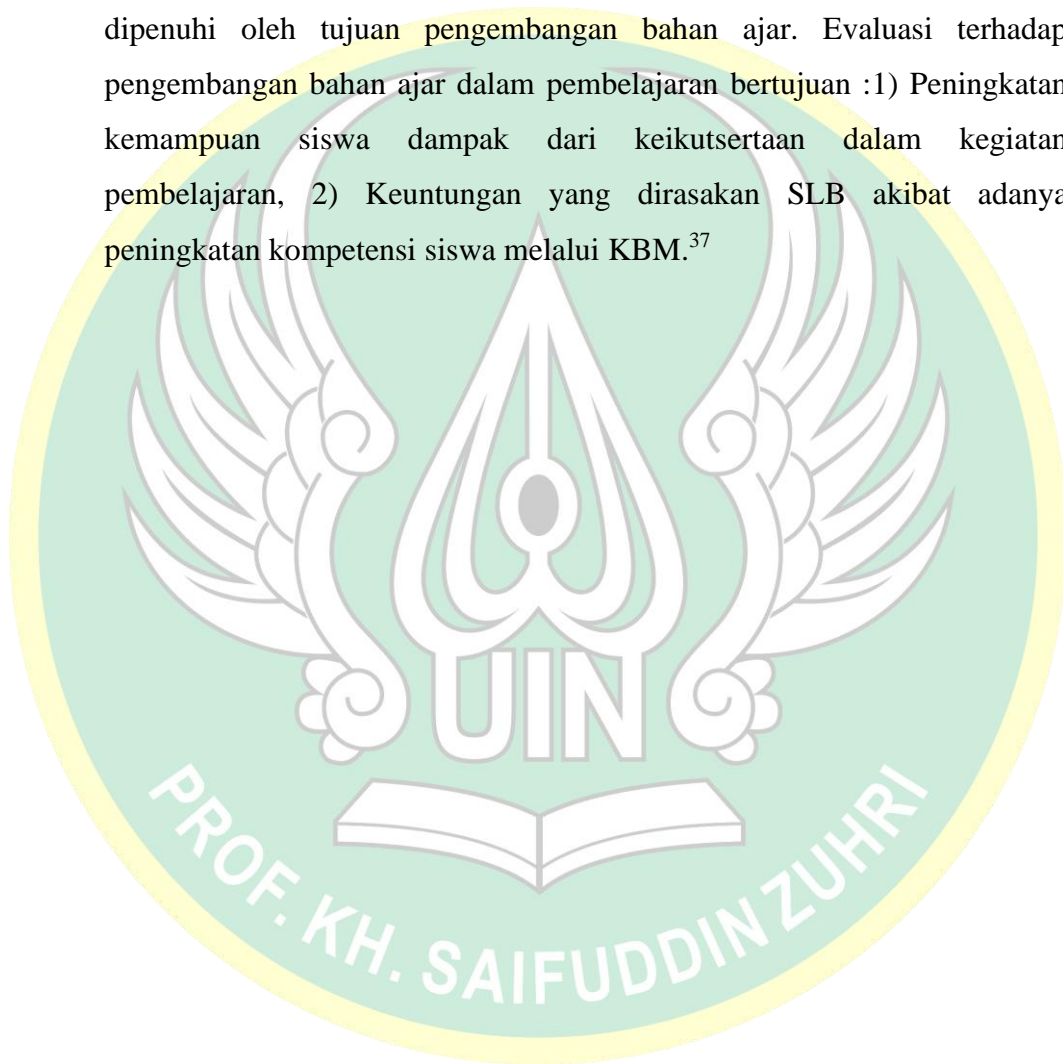 dipenuhi oleh tujuan pengembangan bahan ajar. Evaluasi terhadap
pengembangan bahan ajar dalam pembelajaran bertujuan :1) Peningkatan
kemampuan siswa dampak dari keikutsertaan dalam kegiatan
pembelajaran, 2) Keuntungan yang dirasakan SLB akibat adanya
peningkatan kompetensi siswa melalui KBM.³⁷
UIN
PROF. KH. SAIFUDDIN ZUHRI